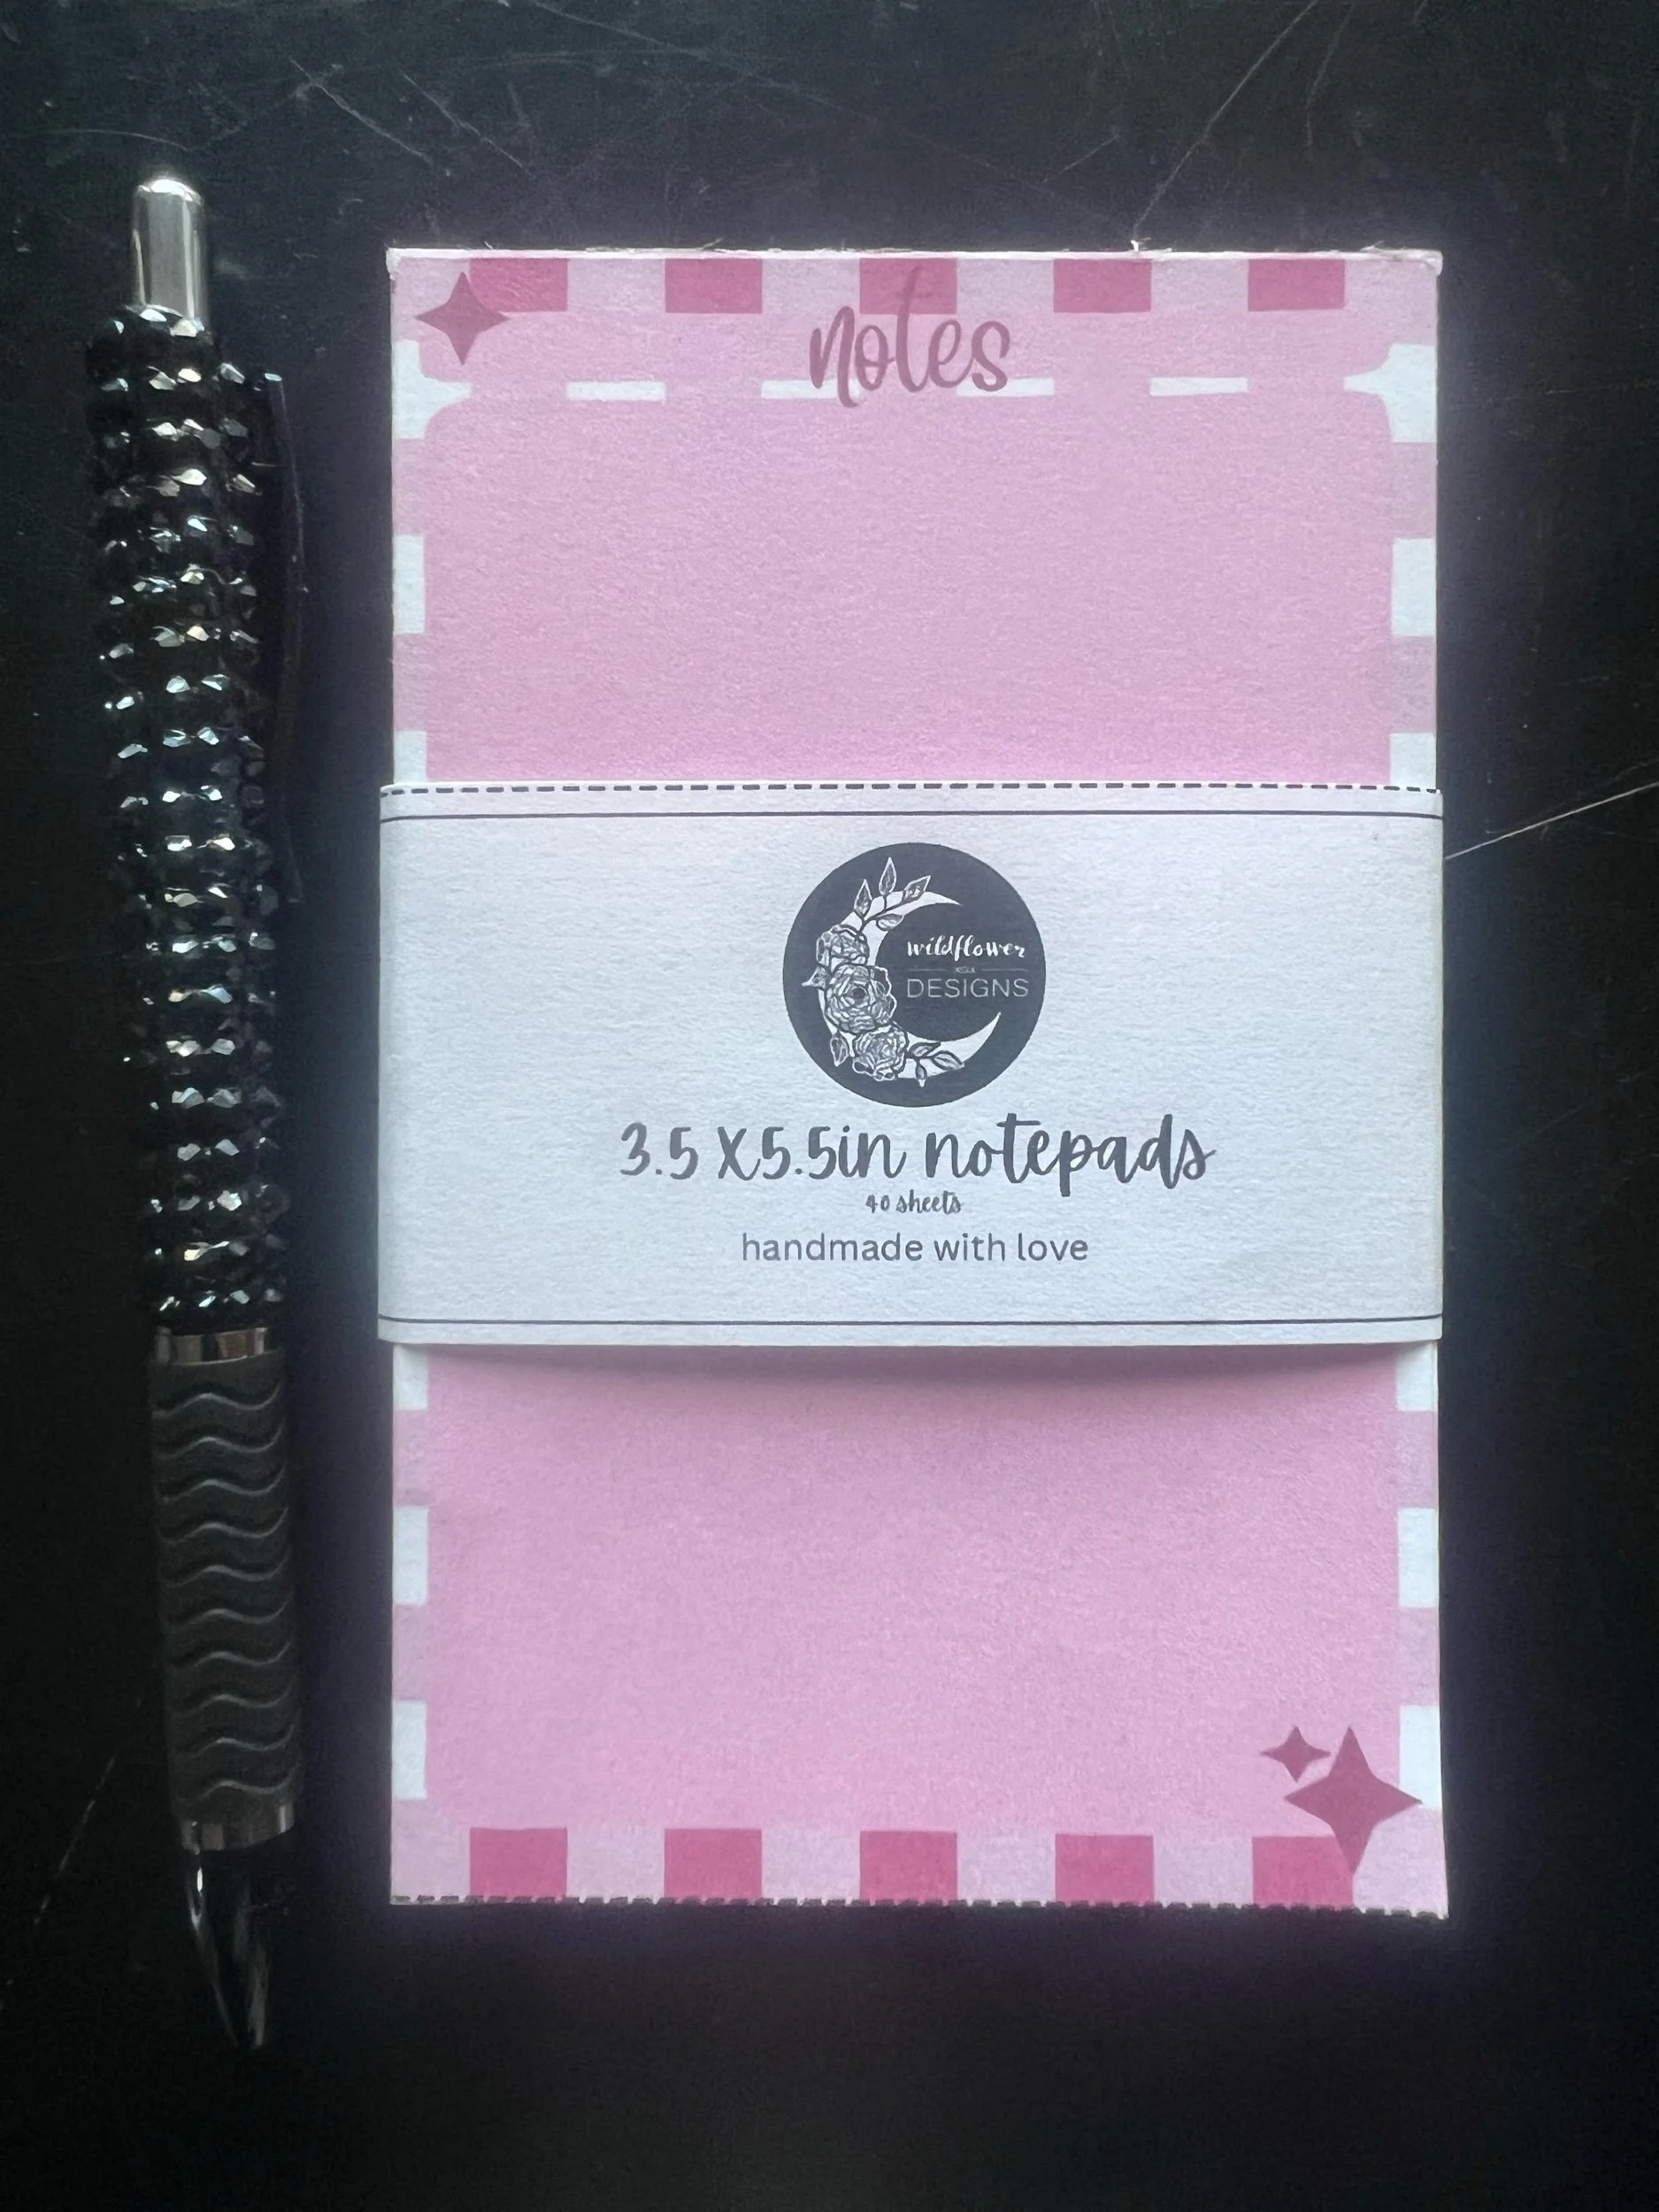 notes
wildflower
DESIGNS
3.5 X 5.5in notepads
40 sheets
handmade with love